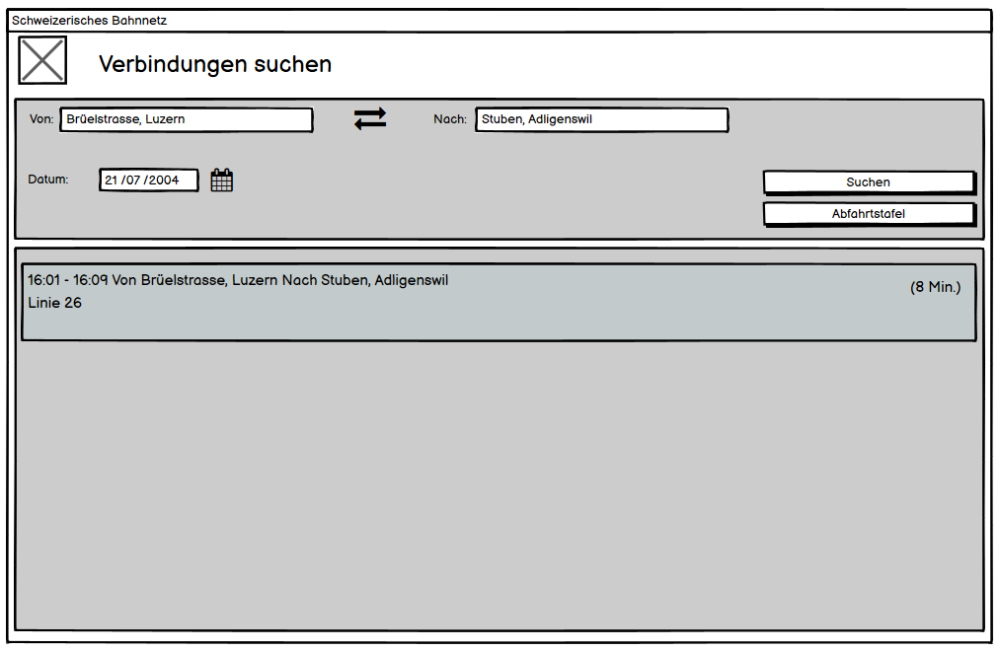 Schweizerisches Bahnnetz
Verbindungen suchen
Von: Brüelstrasse, Luzern Nach: Stuben, Adligenswil
Datum: 21 /07 /2004
Suchen
Abfahrtstafel
16:01 - 16:09 Von Brüelstrasse, Luzern Nach Stuben, Adligenswil
(8 Min.)
Linie 26